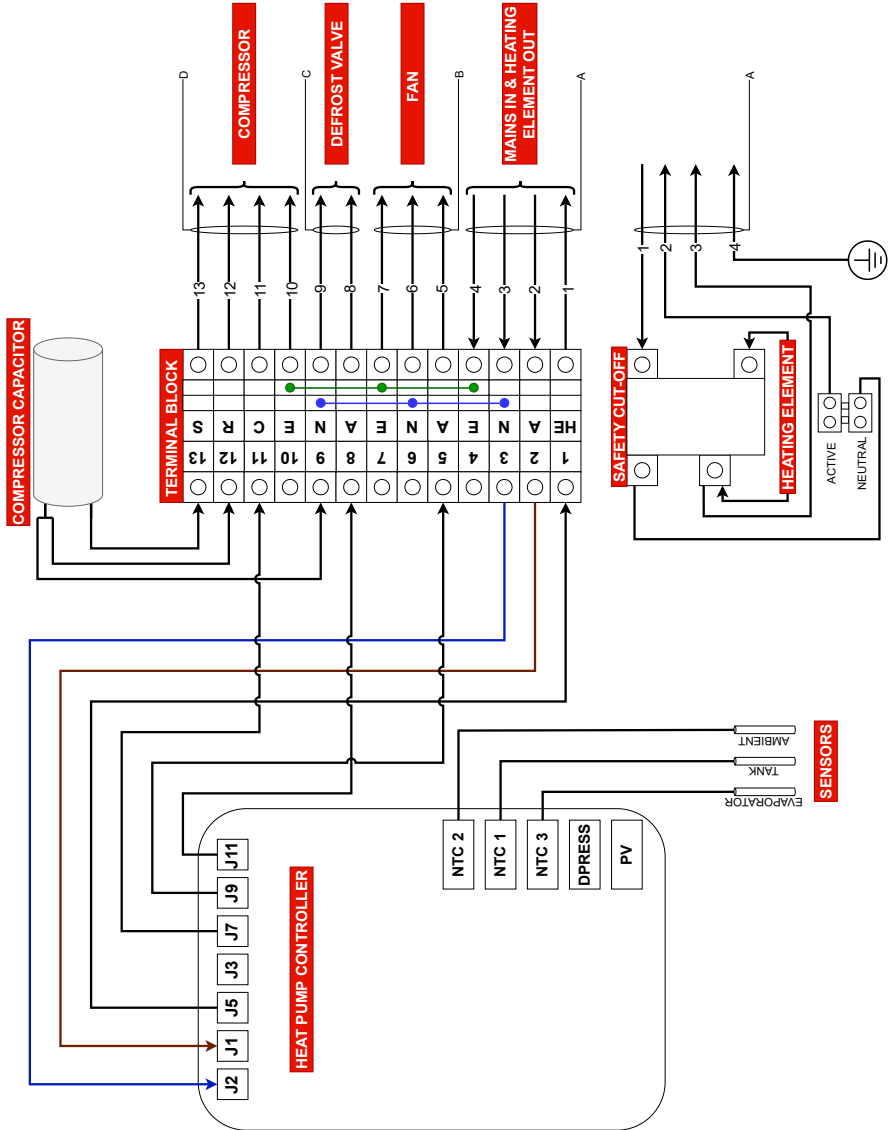 COMPRESSOR
DEFROST VALVE
FAN
MAINS IN & HEATING
ELEMENT OUT
D
C
B
A
A
13
12
11
10
9
8
7
6
5
4
3
2
1
1
2
3
4
COMPRESSOR CAPACITOR
TERMINAL BLOCK
S
R
C
E
N
A
E
N
A
E
N
A
HE
13
12
11
10
9
8
7
6
5
4
3
2
1
SAFETY CUT-OFF
HEATING ELEMENT
ACTIVE
NEUTRAL
SENSORS
AMBIENT
TANK
EVAPORATOR
HEAT PUMP CONTROLLER
J11
J9
J7
J3
J5
J1
J2
NTC 2
NTC 1
NTC 3
DPRESS
PV